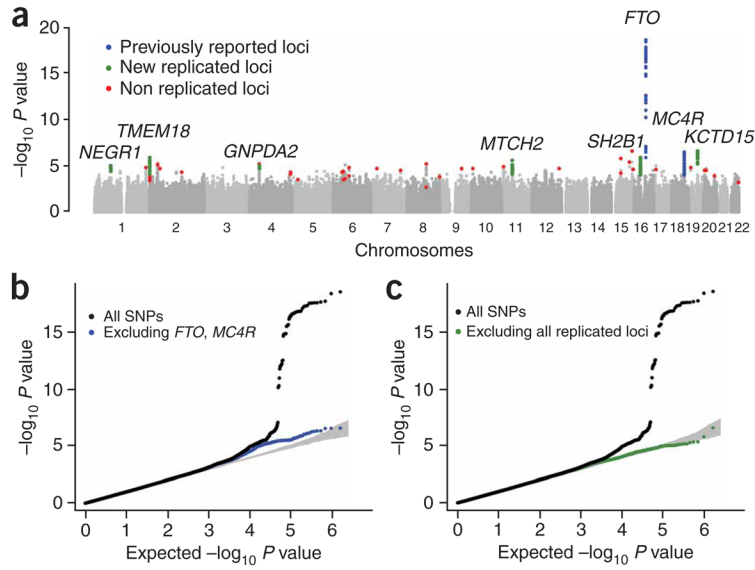 a
20
15
10
5
0
–log10 P value
Previously reported loci
New replicated loci
Non replicated loci
FTO
NEGR1
TMEM18
GNPDA2
MTCH2
SH2B1
MC4R
KCTD15
1 2 3 4 5 6 7 8 9 10 11 12 13 14 15 16 17 18 19 20 21 22
Chromosomes
b
All SNPs
Excluding FTO, MC4R
15
10
5
0
–log10 P value
0 1 2 3 4 5 6
Expected –log10 P value
c
All SNPs
Excluding all replicated loci
15
10
5
0
–log10 P value
0 1 2 3 4 5 6
Expected –log10 P value